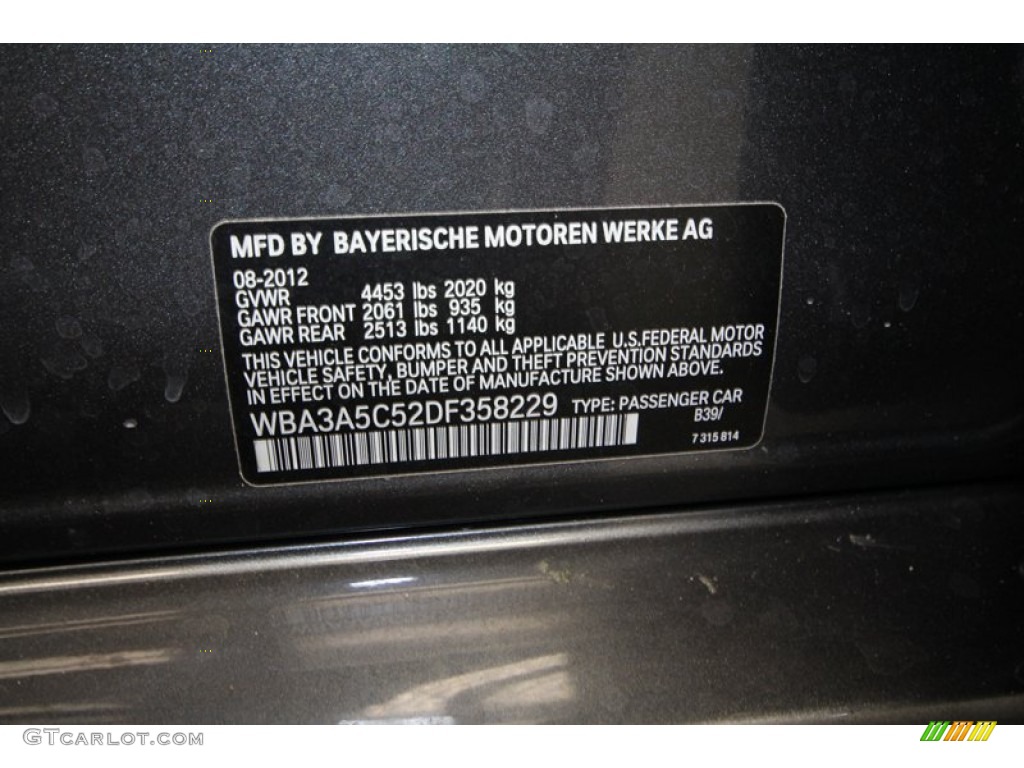 MFD BY BAYERISCHE MOTOREN WERKE AG
08-2012
GVWR 4453 lbs 2020 kg
GAWR FRONT 2061 lbs 935 kg
GAWR REAR 2513 lbs 1140 kg
THIS VEHICLE CONFORMS TO ALL APPLICABLE U.S.FEDERAL MOTOR
VEHICLE SAFETY, BUMPER AND THEFT PREVENTION STANDARDS
IN EFFECT ON THE DATE OF MANUFACTURE SHOWN ABOVE.
WBA3A5C52DF358229 TYPE: PASSENGER CAR
B39/
7 315 814
GTCarlot.com